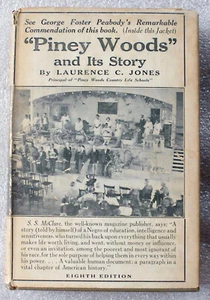 See George Foster Peabody's Remarkable
Commendation of this book. (Inside this Jacket)
"Piney Woods"
and Its Story
By LAURENCE C. JONES
Principal of "Piney Woods Country Life Schools"
S. S. McClure, the well-known magazine publisher, says: "A
story (told by himself) of a Negro of education, intelligence and
sensitiveness, who turned his back upon everything that usually
makes life worth living, and went, without money or influence,
or even an invitation, among the poorest and most ignorant of
his race, for the sole purpose of helping them in every way within
his power. . . . A valuable human document; a paragraph in a
vital chapter of American history."
EIGHTH EDITION